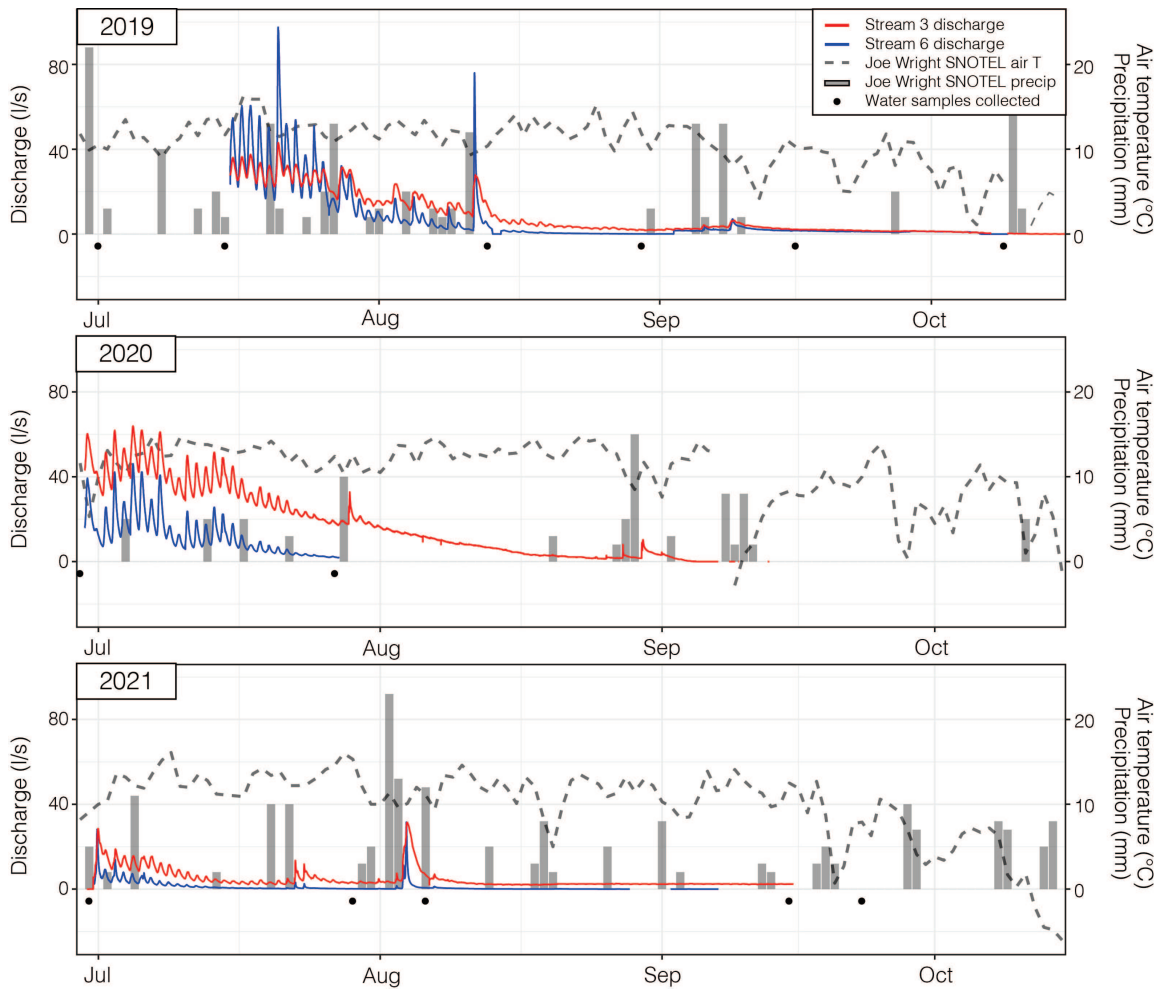 2019
Stream 3 discharge
Stream 6 discharge
Joe Wright SNOTEL air T
Joe Wright SNOTEL precip
Water samples collected
80
40
0
Discharge (l/s)
20
10
0
Air temperature (°C)
Precipitation (mm)
Jul
Aug
Sep
Oct
2020
80
40
0
Discharge (l/s)
20
10
0
Air temperature (°C)
Precipitation (mm)
Jul
Aug
Sep
Oct
2021
80
40
0
Discharge (l/s)
20
10
0
Air temperature (°C)
Precipitation (mm)
Jul
Aug
Sep
Oct